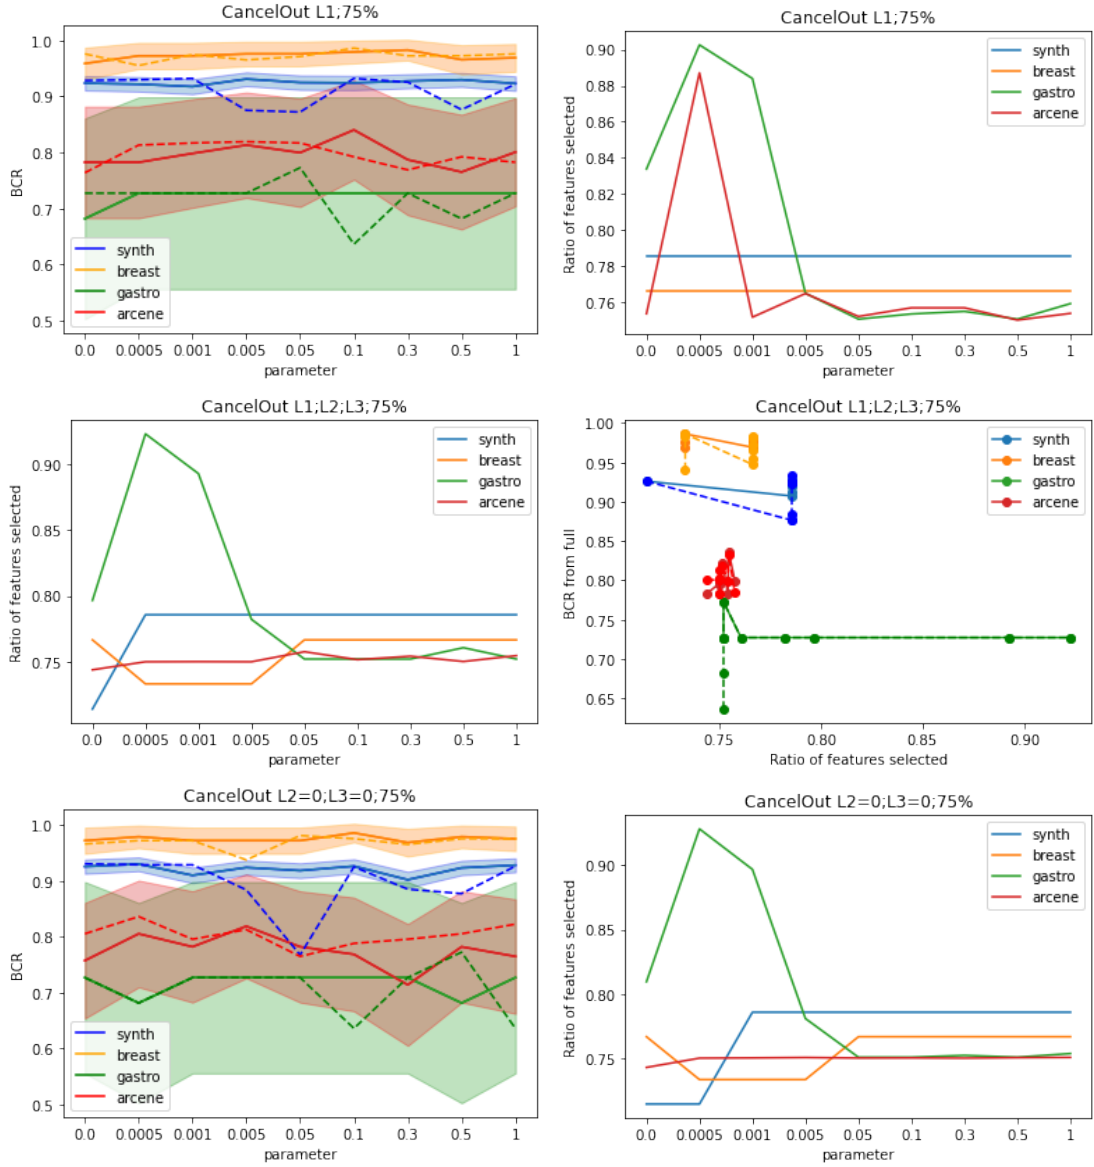 CancelOut L1;75%
1.0
0.9
0.8
0.7
0.6
0.5
BCR
synth
breast
gastro
arcene
0.0 0.0005 0.001 0.005 0.05 0.1 0.3 0.5 1
parameter
CancelOut L1;75%
0.90
0.88
0.86
0.84
0.82
0.80
0.78
0.76
Ratio of features selected
synth
breast
gastro
arcene
0.0 0.0005 0.001 0.005 0.05 0.1 0.3 0.5 1
parameter
CancelOut L1;L2;L3;75%
0.90
0.85
0.80
0.75
Ratio of features selected
synth
breast
gastro
arcene
0.0 0.0005 0.001 0.005 0.05 0.1 0.3 0.5 1
parameter
CancelOut L1;L2;L3;75%
1.00
0.95
0.90
0.85
0.80
0.75
0.70
0.65
BCR from full
synth
breast
gastro
arcene
0.75 0.80 0.85 0.90
Ratio of features selected
CancelOut L2=0;L3=0;75%
1.0
0.9
0.8
0.7
0.6
0.5
BCR
synth
breast
gastro
arcene
0.0 0.0005 0.001 0.005 0.05 0.1 0.3 0.5 1
parameter
CancelOut L2=0;L3=0;75%
0.90
0.85
0.80
0.75
Ratio of features selected
synth
breast
gastro
arcene
0.0 0.0005 0.001 0.005 0.05 0.1 0.3 0.5 1
parameter